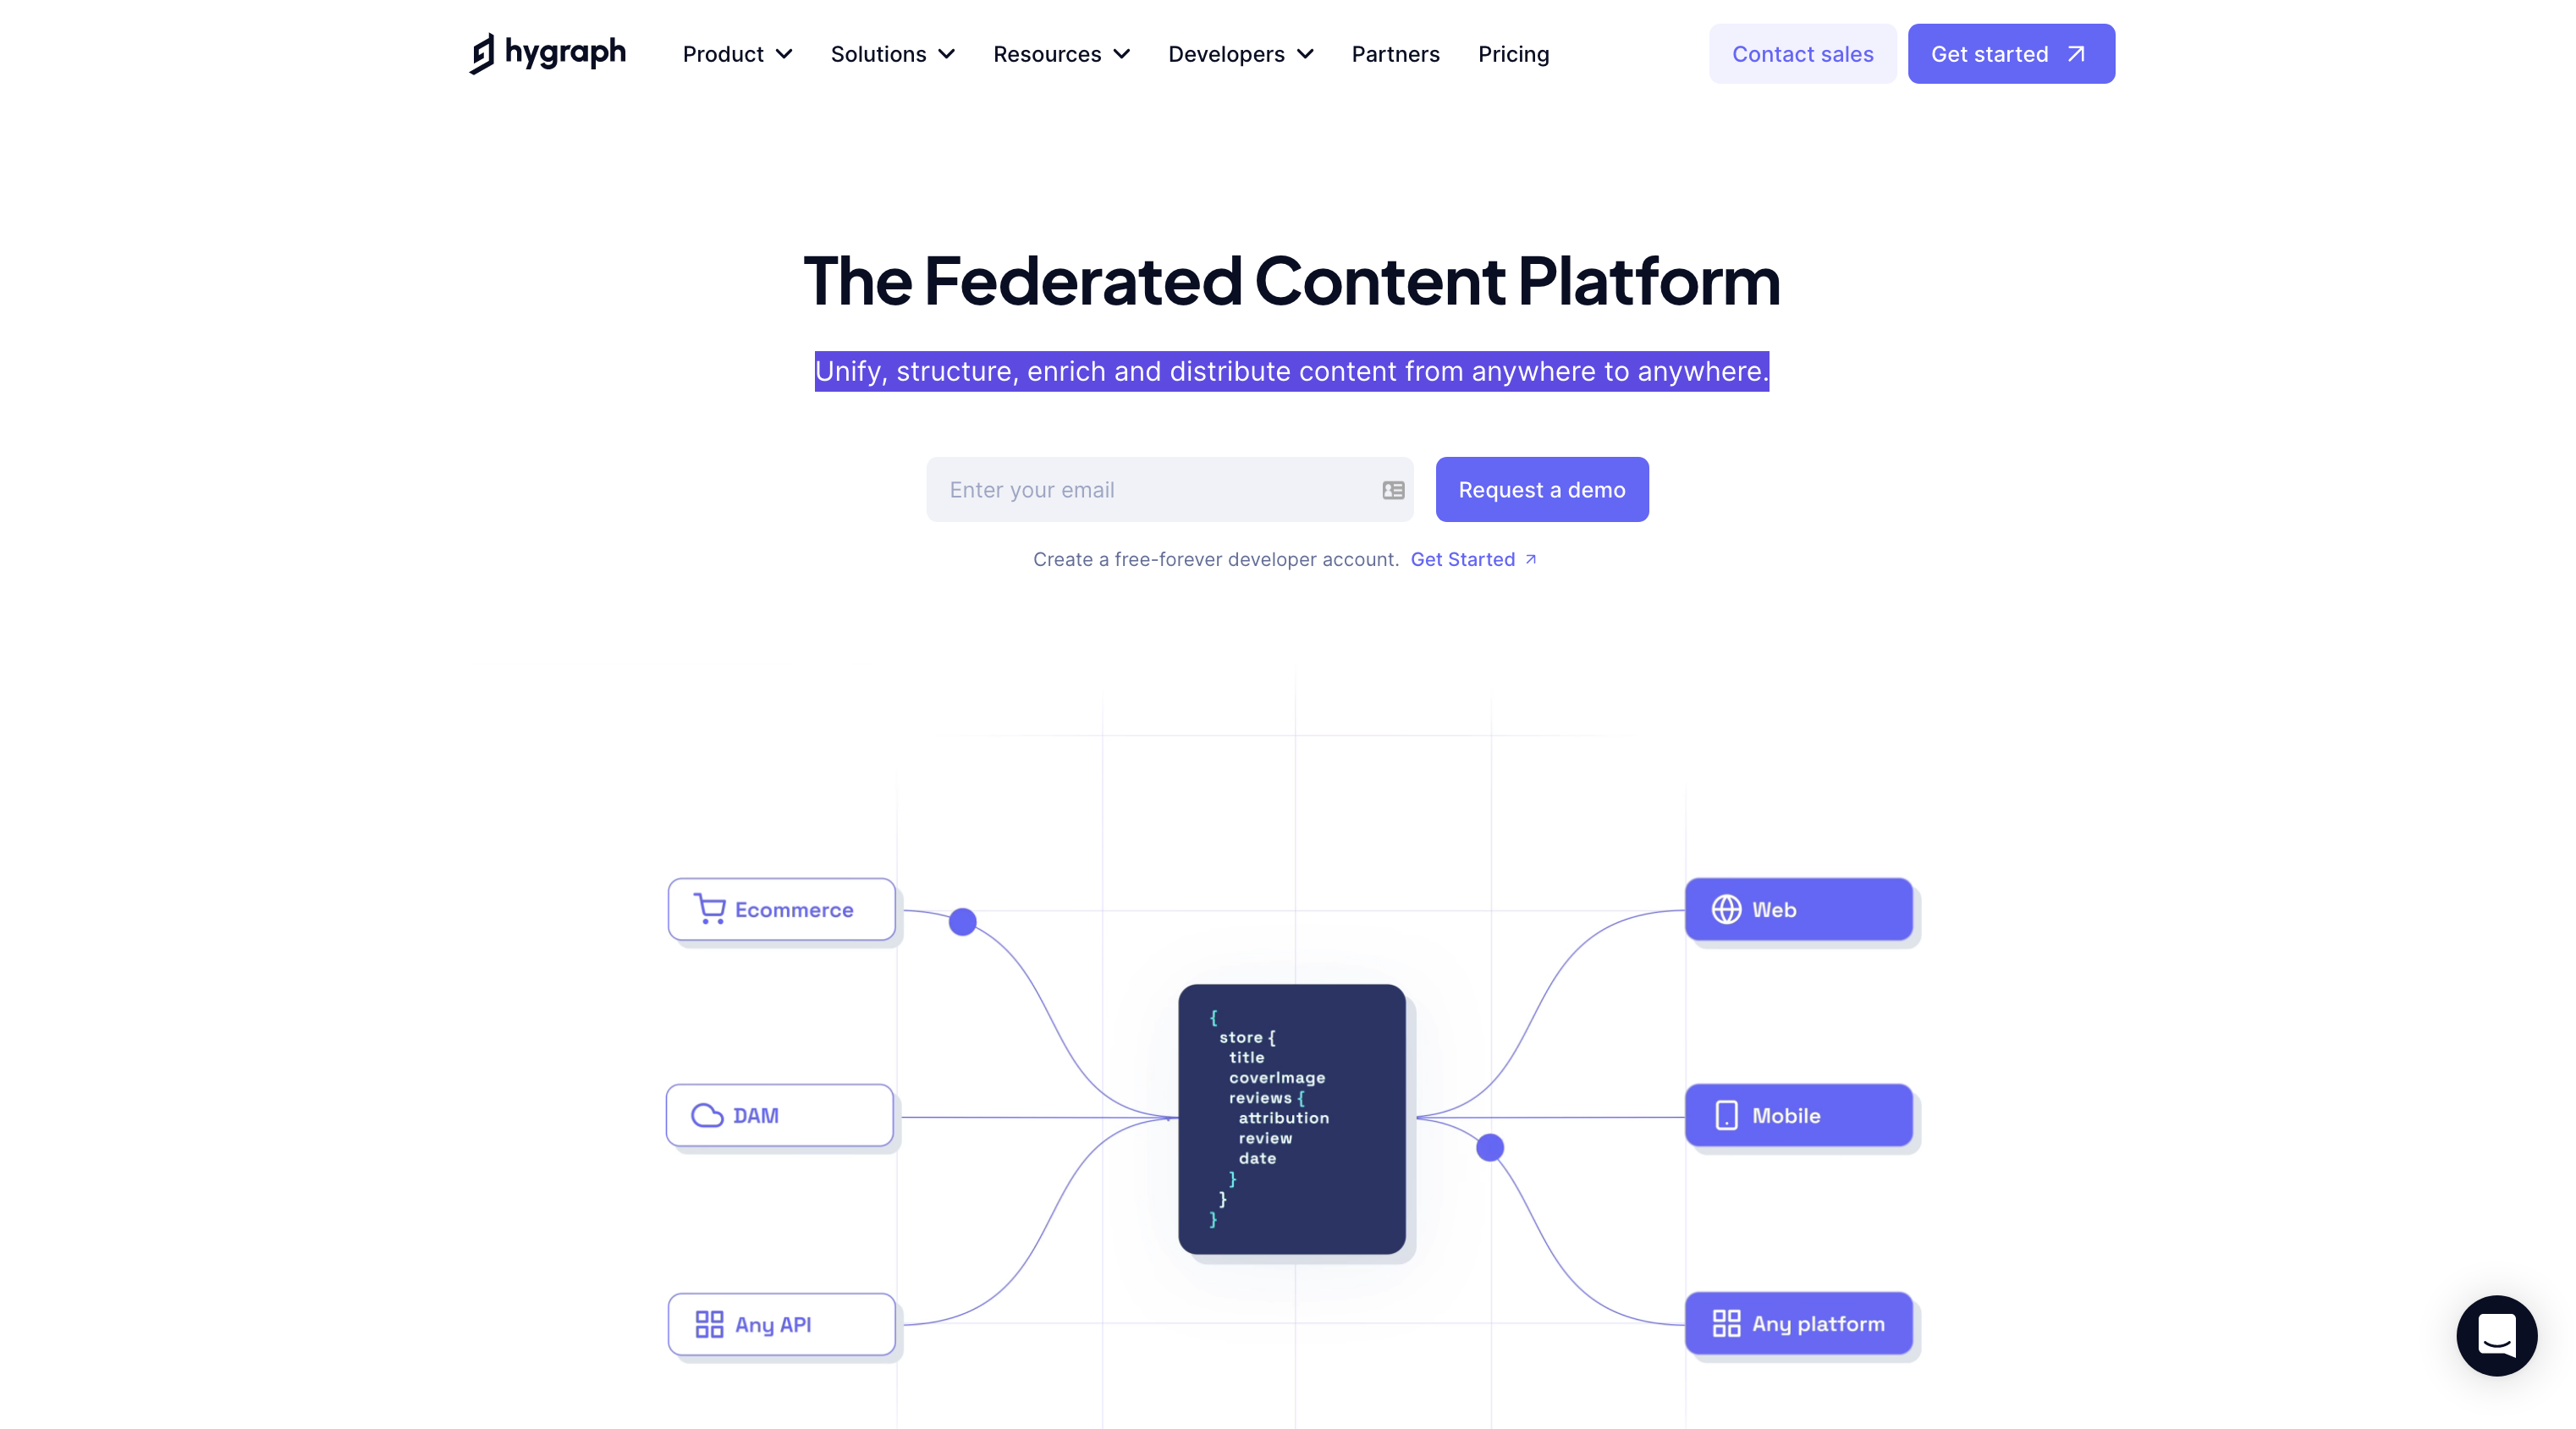 hygraph
Product
Solutions
Resources
Developers
Partners
Pricing
Contact sales
Get started
The Federated Content Platform
Unify, structure, enrich and distribute content from anywhere to anywhere.
Enter your email
Request a demo
Create a free-forever developer account. Get Started
Ecommerce
Web
{
store {
title
coverImage
reviews {
attribution
review
date
}
}
}
DAM
Mobile
Any API
Any platform